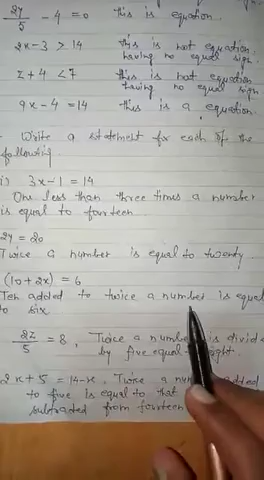 2y/5 - 4 = 0 this is equation.
2x - 3 > 14 this is not equation
having no equal sign
z + 4 < 7 this is not equation
having no equal sign
9x - 4 = 14 this is a equation.
Write a statement for each of the
following.
i) 3x - 1 = 14
One less than three times a number
is equal to fourteen
2y = 20
Twice a number is equal to twenty
(10 + 2x) = 6
Ten added to twice a number is equal
to six
2z/5 = 8, Twice a number is divid
by five equal
2x + 5 = 14 - x, Twice a number added
to five is equal to that
subtracted from fourteen